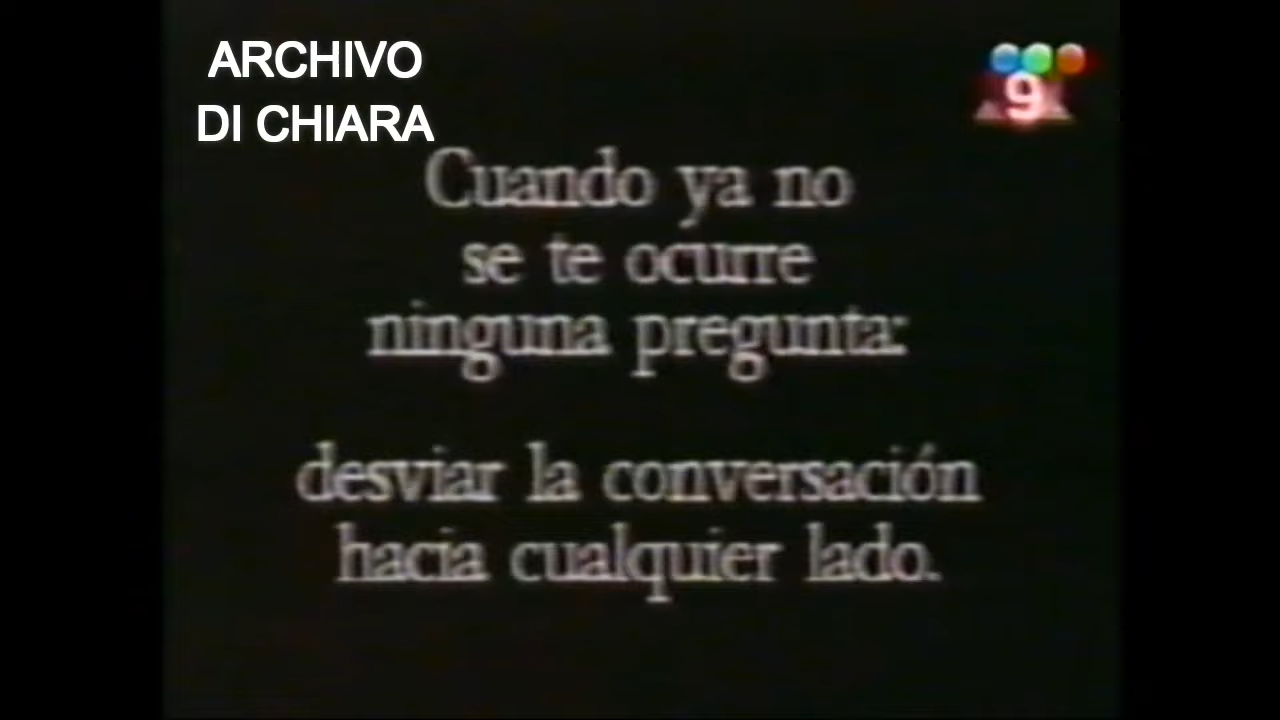 ARCHIVO
DI CHIARA
9
Cuando ya no
se te ocurre
ninguna pregunta:
desviar la conversación
hacia cualquier lado.